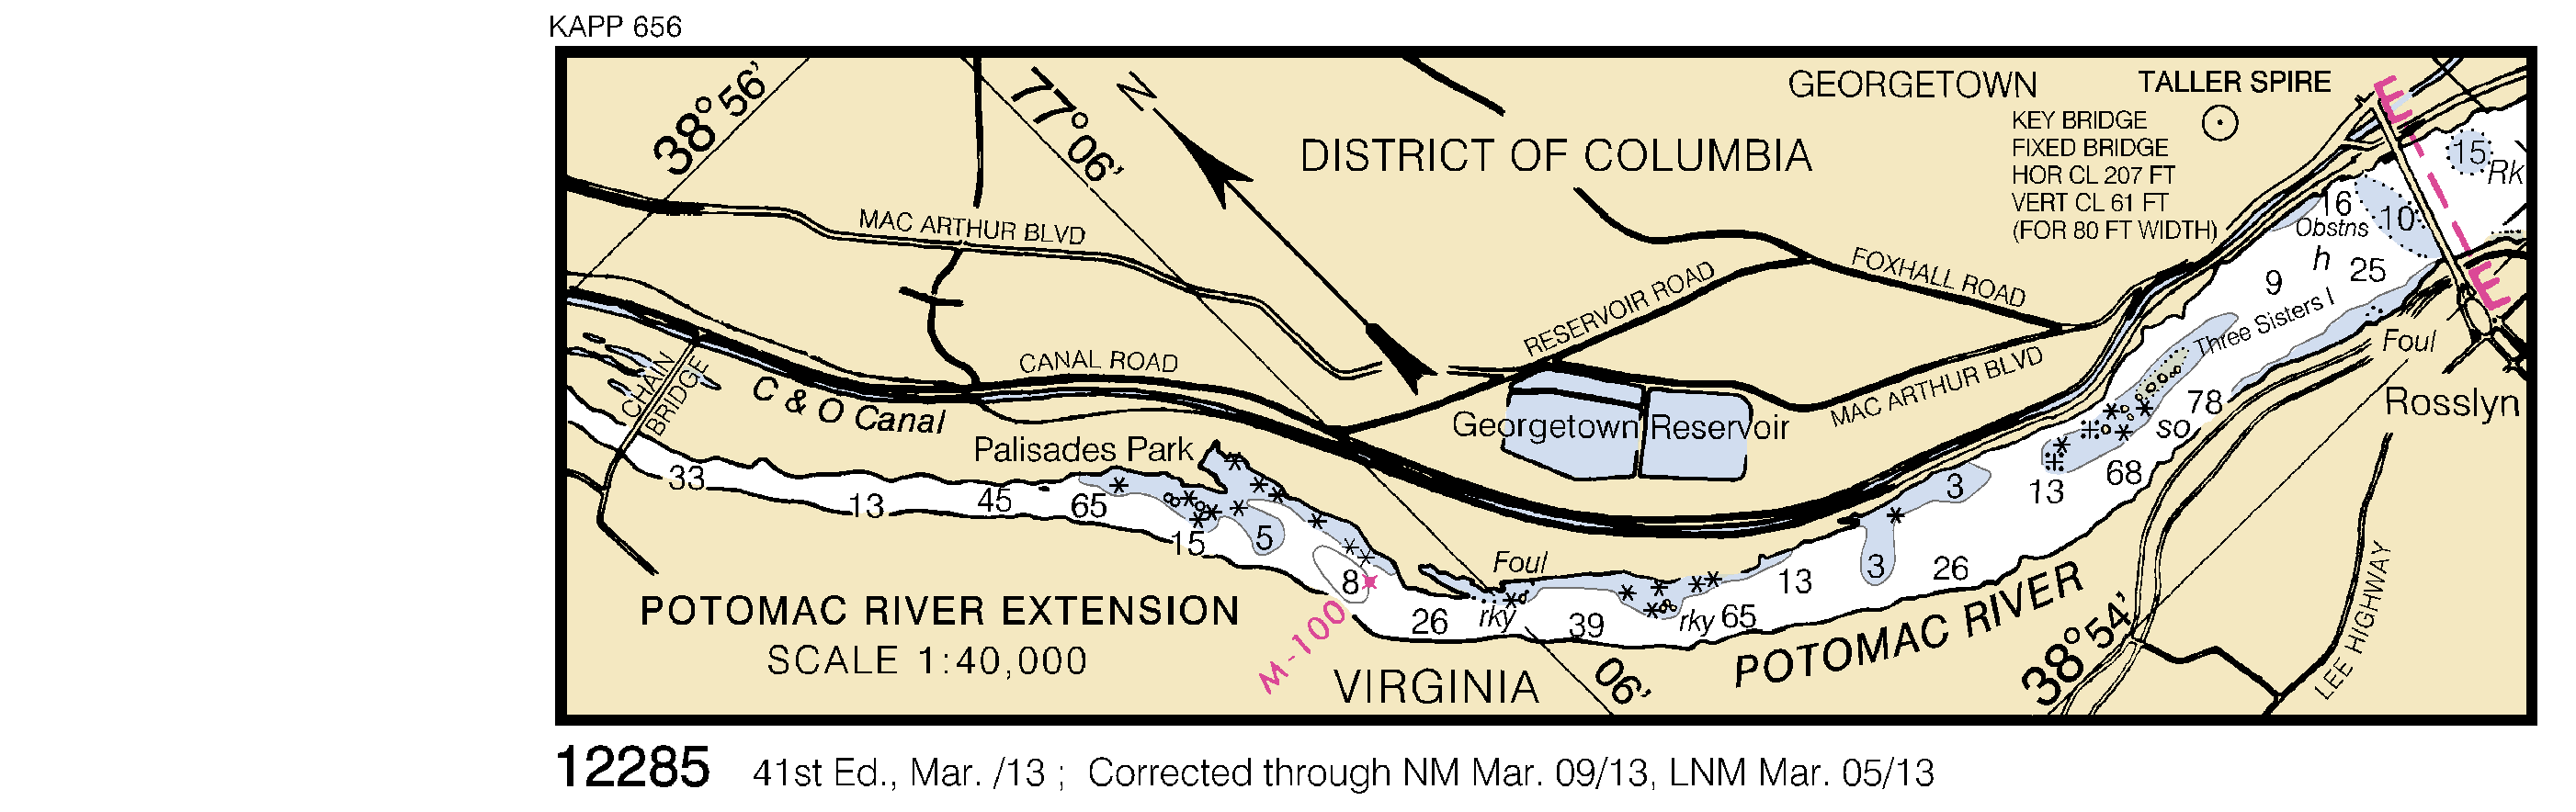 KAPP 656
38°56'
77°06'
N
GEORGETOWN
TALLER SPIRE
DISTRICT OF COLUMBIA
KEY BRIDGE
FIXED BRIDGE
HOR CL 207 FT
VERT CL 61 FT
(FOR 80 FT WIDTH)
E
15
Rk
16
Obstns
10
h
9
25
E
MAC ARTHUR BLVD
RESERVOIR ROAD
FOXHALL ROAD
Three Sisters I
Foul
CHAIN
BRIDGE
C & O Canal
CANAL ROAD
MAC ARTHUR BLVD
Georgetown Reservoir
78
so
Rosslyn
Palisades Park
33
13
45
65
15
5
8
3
13
68
Foul
26
rky
39
rky
65
13
3
26
POTOMAC RIVER EXTENSION
SCALE 1:40,000
M-100
VIRGINIA
06'
POTOMAC RIVER
38°54'
LEE HIGHWAY
12285 41st Ed., Mar. /13 ; Corrected through NM Mar. 09/13, LNM Mar. 05/13